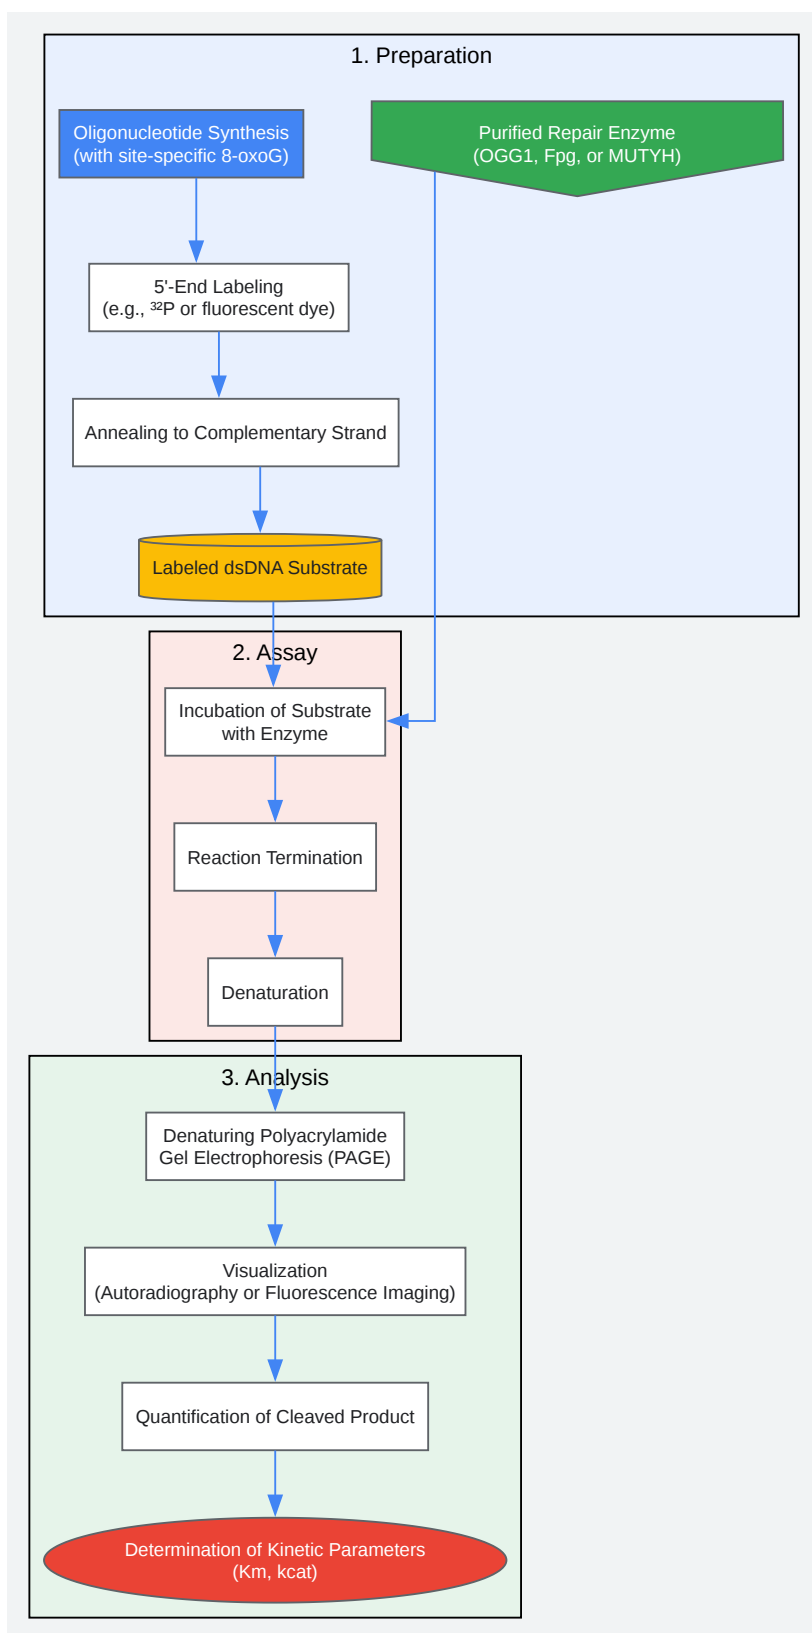 1. Preparation
Oligonucleotide Synthesis
(with site-specific 8-oxoG)
Purified Repair Enzyme
(OGG1, Fpg, or MUTYH)
5'-End Labeling
(e.g., ³²P or fluorescent dye)
Annealing to Complementary Strand
Labeled dsDNA Substrate
2. Assay
Incubation of Substrate
with Enzyme
Reaction Termination
Denaturation
3. Analysis
Denaturing Polyacrylamide
Gel Electrophoresis (PAGE)
Visualization
(Autoradiography or Fluorescence Imaging)
Quantification of Cleaved Product
Determination of Kinetic Parameters
(Km, kcat)